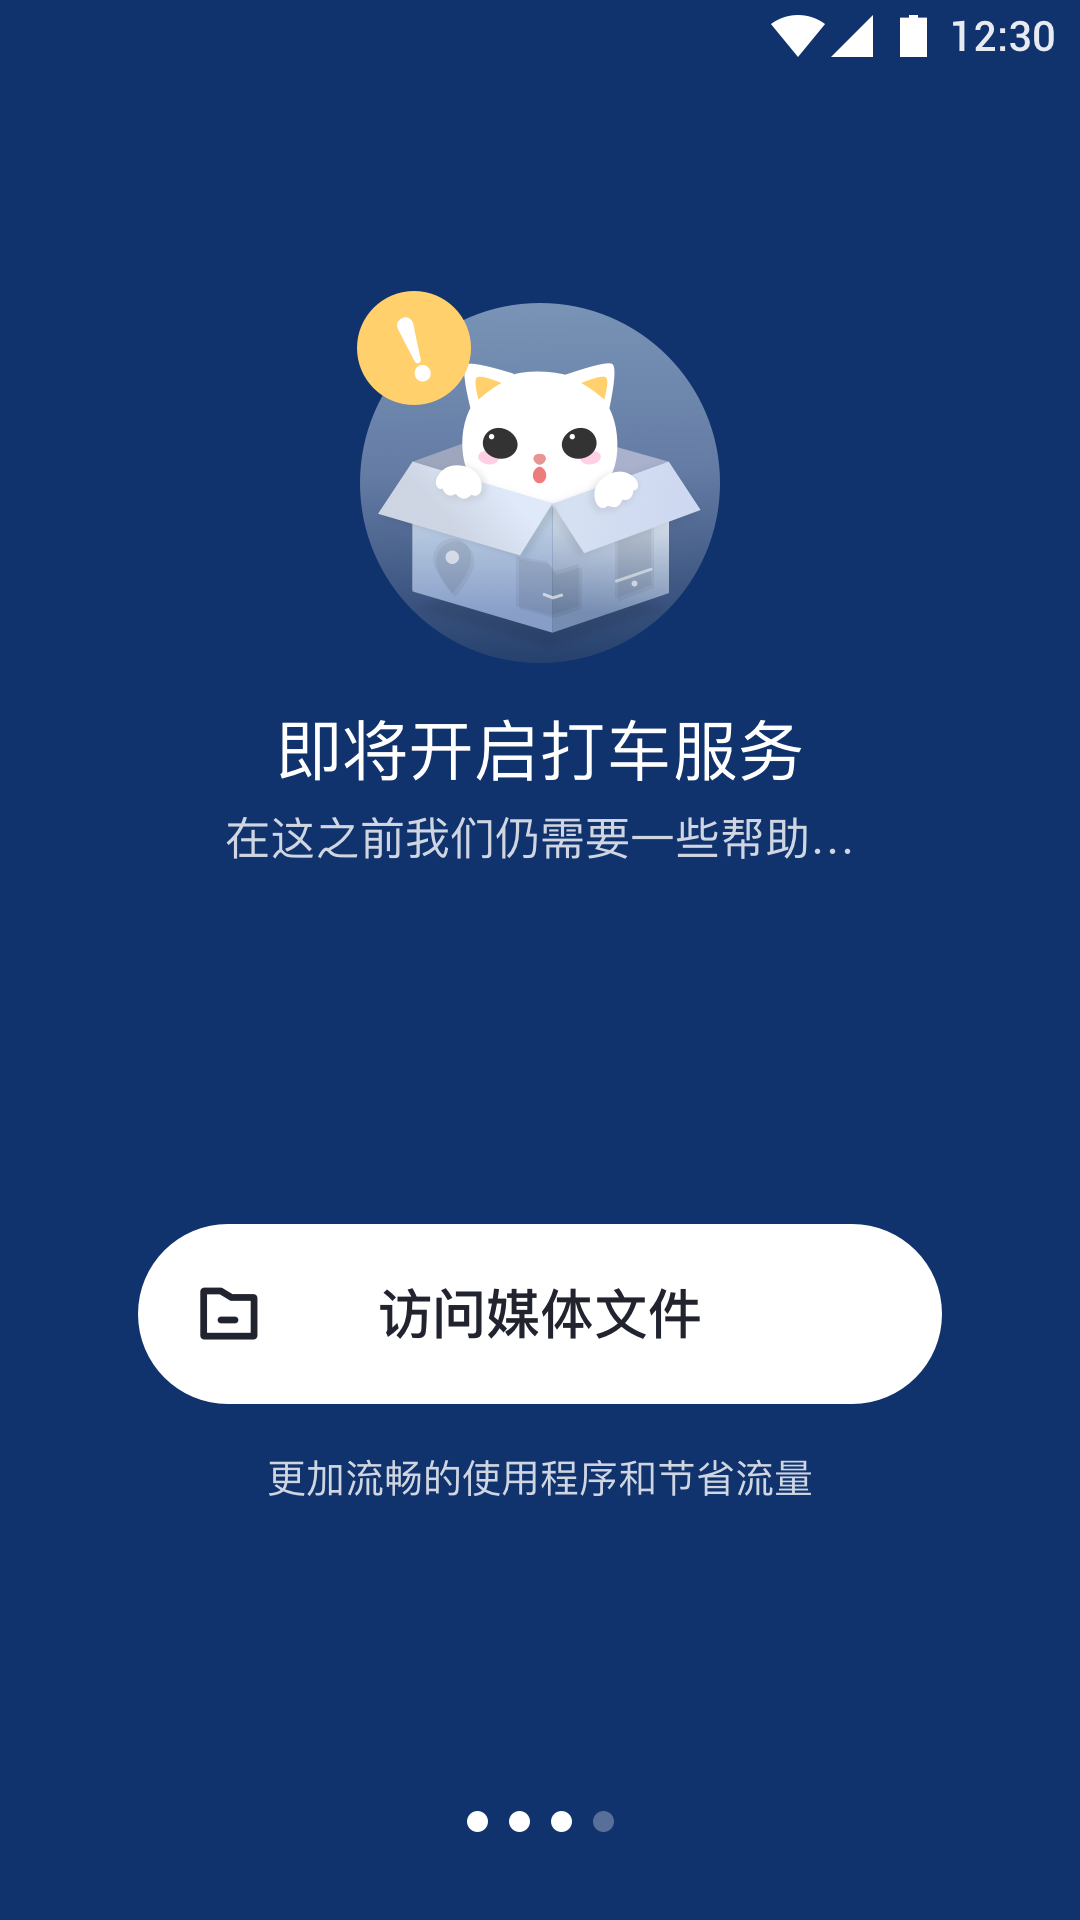 12:30
即将开启打车服务
在这之前我们仍需要一些帮助…
访问媒体文件
更加流畅的使用程序和节省流量